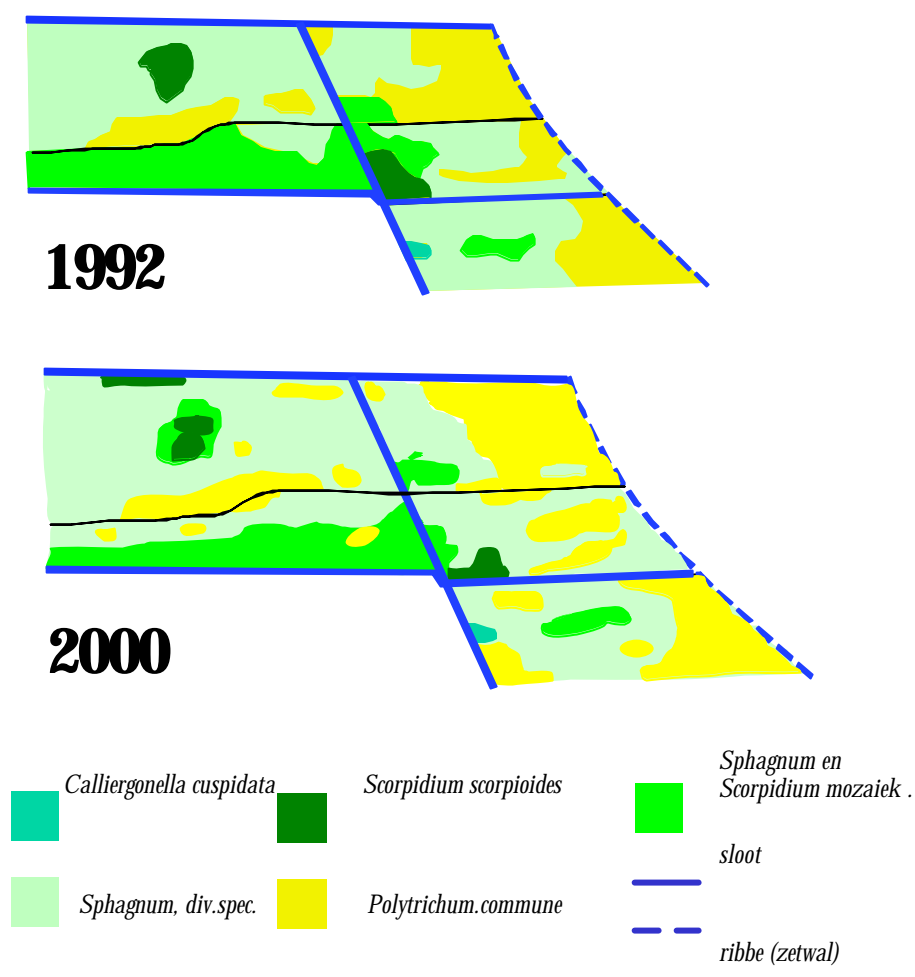 1992
2000
Calliergonella cuspidata
Scorpidium scorpioides
Sphagnum en
Scorpidium mozaiek .
sloot
Sphagnum, div.spec.
Polytrichum.commune
ribbe (zetwal)